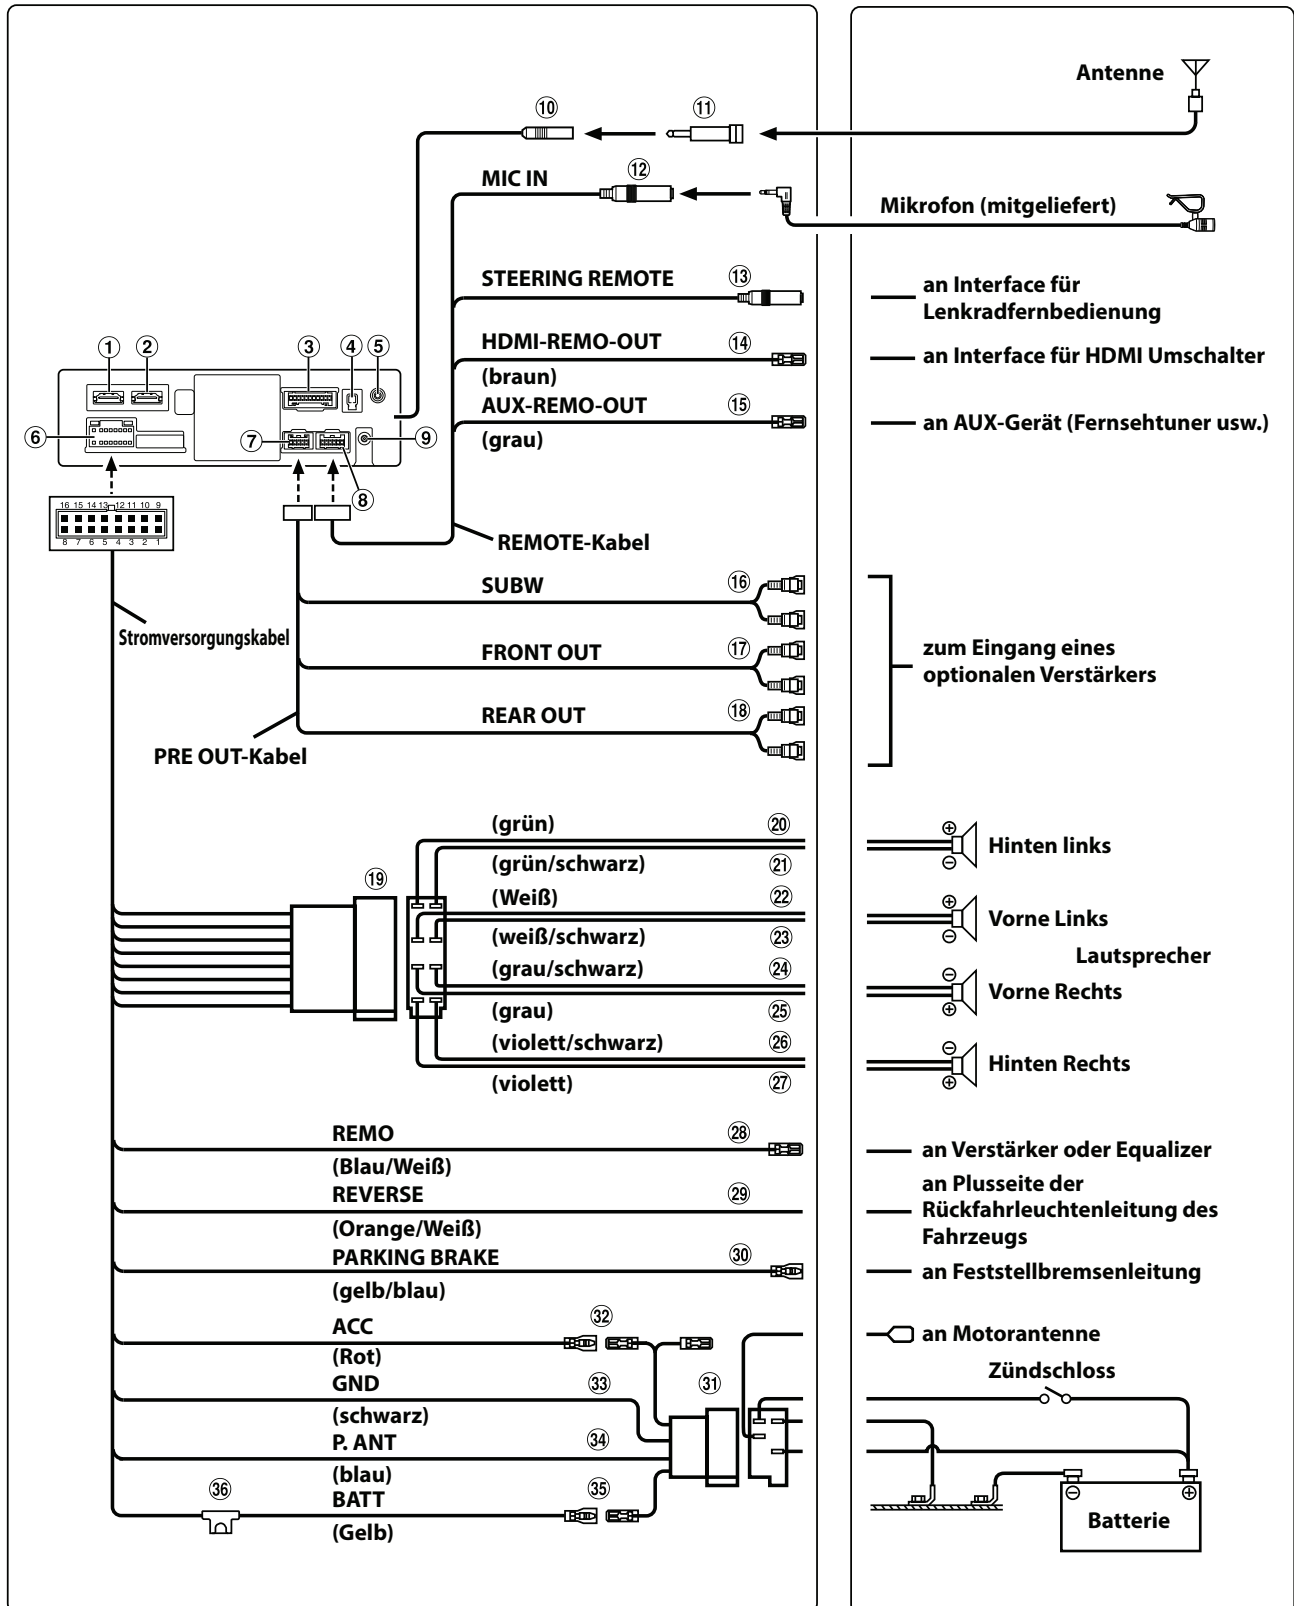 Antenne
⑩ ⑪
MIC IN ⑫
Mikrofon (mitgeliefert)
STEERING REMOTE ⑬
an Interface für
Lenkradfernbedienung
HDMI-REMO-OUT ⑭
(braun)
an Interface für HDMI Umschalter
AUX-REMO-OUT ⑮
(grau)
an AUX-Gerät (Fernsehtuner usw.)
① ② ③ ④ ⑤
⑥ ⑦ ⑨
⑧
16 15 14 13 12 11 10 9
8 7 6 5 4 3 2 1
REMOTE-Kabel
SUBW ⑯
Stromversorgungskabel
FRONT OUT ⑰
zum Eingang eines
optionalen Verstärkers
REAR OUT ⑱
PRE OUT-Kabel
(grün) ⑳
(grün/schwarz) ㉑
⊕
⊖
Hinten links
⑲
(Weiß) ㉒
(weiß/schwarz) ㉓
⊕
⊖
Vorne Links
Lautsprecher
(grau/schwarz) ㉔
(grau) ㉕
⊖
⊕
Vorne Rechts
(violett/schwarz) ㉖
(violett) ㉗
⊖
⊕
Hinten Rechts
REMO ㉘
(Blau/Weiß)
an Verstärker oder Equalizer
REVERSE ㉙
(Orange/Weiß)
an Plusseite der
Rückfahrleuchtenleitung des
Fahrzeugs
PARKING BRAKE ㉚
(gelb/blau)
an Feststellbremsenleitung
ACC ㉜
(Rot)
an Motorantenne
Zündschloss
GND ㉝ ㉛
(schwarz)
P. ANT ㉞
(blau)
BATT ㉟
(Gelb)
㊱
⊖ ⊕
Batterie